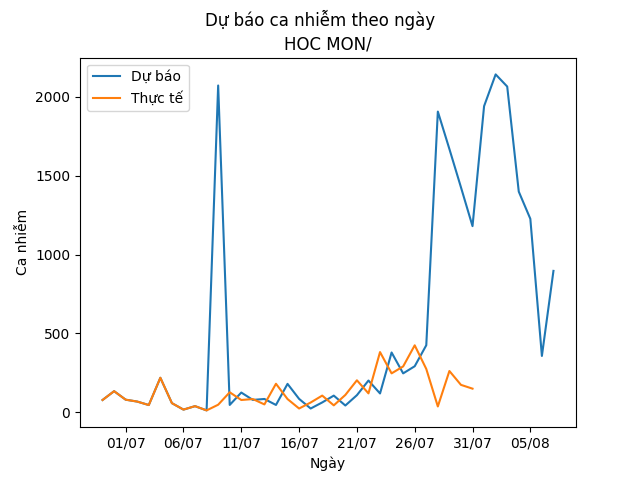 Dự báo ca nhiễm theo ngày
HOC MON/
Dự báo
Thực tế
Ca nhiễm
2000
1500
1000
500
0
01/07 06/07 11/07 16/07 21/07 26/07 31/07 05/08
Ngày